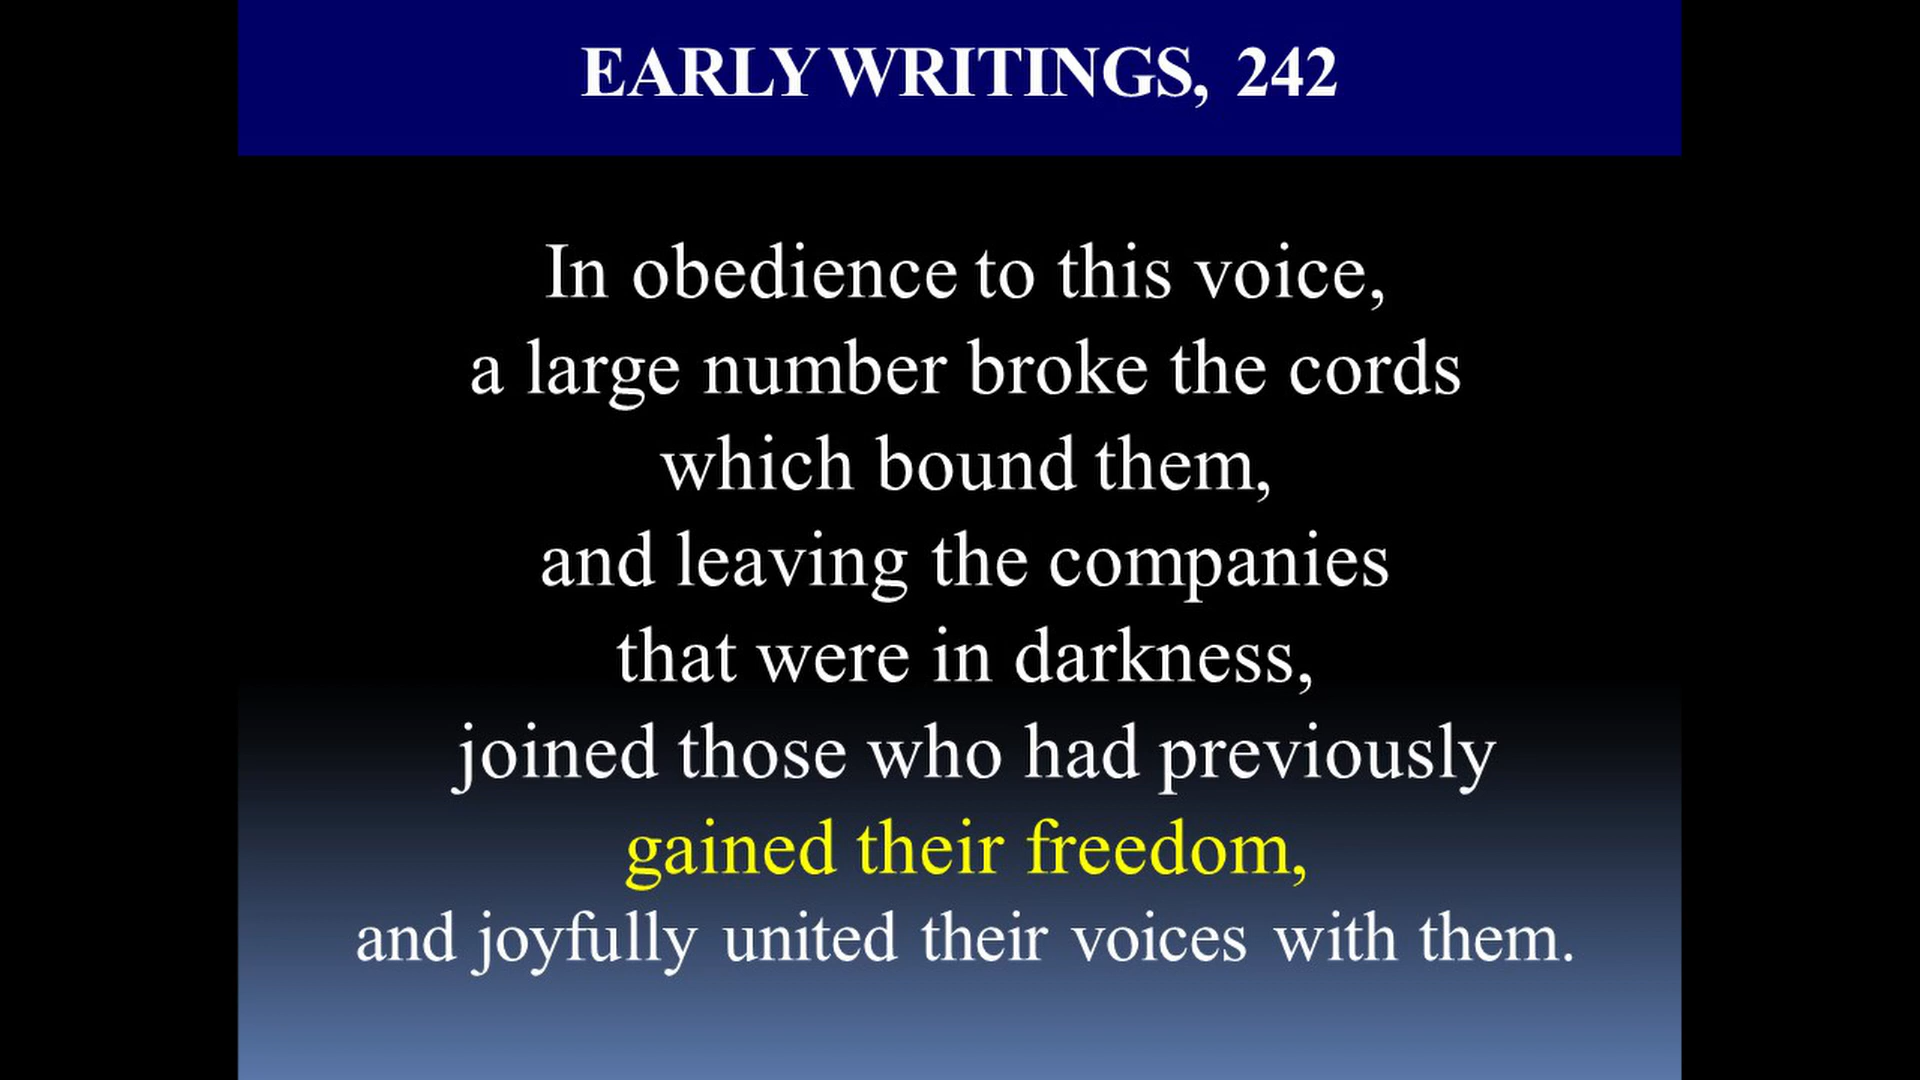 EARLY WRITINGS, 242
In obedience to this voice,
a large number broke the cords
which bound them,
and leaving the companies
that were in darkness,
joined those who had previously
gained their freedom,
and joyfully united their voices with them.